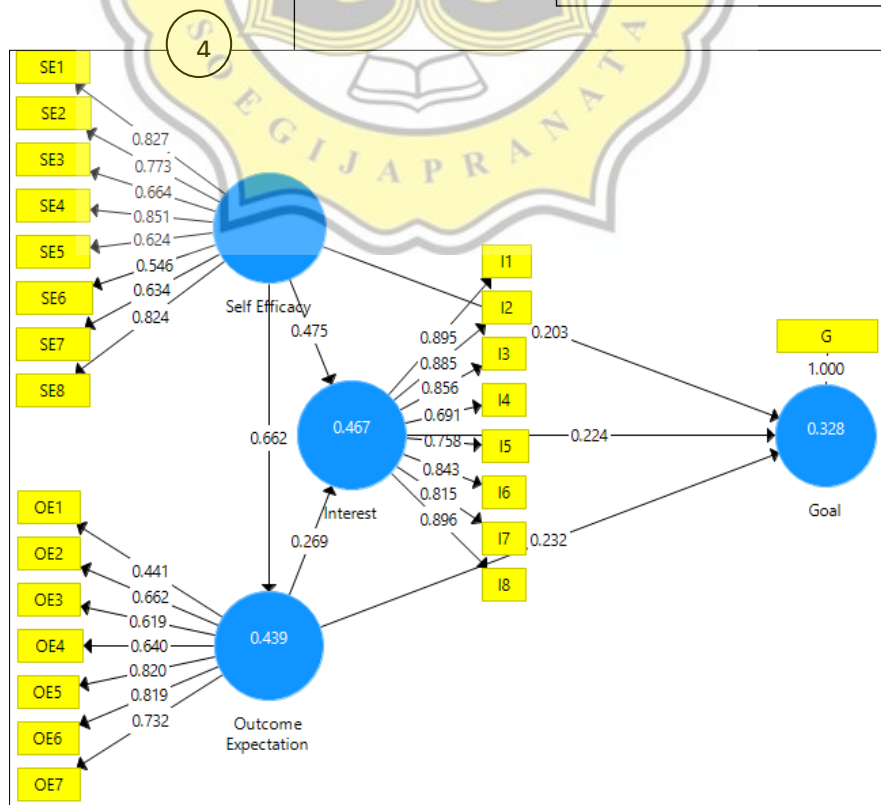 4
SOEGIJAPRANATA
SE1
SE2
SE3
SE4
SE5
SE6
SE7
SE8
0.827
0.773
0.664
0.851
0.624
0.546
0.634
0.824
Self Efficacy
0.475
0.203
0.662
I1
I2
I3
I4
I5
I6
I7
I8
0.895
0.885
0.856
0.691
0.758
0.843
0.815
0.896
0.467
Interest
0.224
G
1.000
0.328
Goal
0.269
0.232
OE1
OE2
OE3
OE4
OE5
OE6
OE7
0.441
0.662
0.619
0.640
0.820
0.819
0.732
0.439
Outcome
Expectation